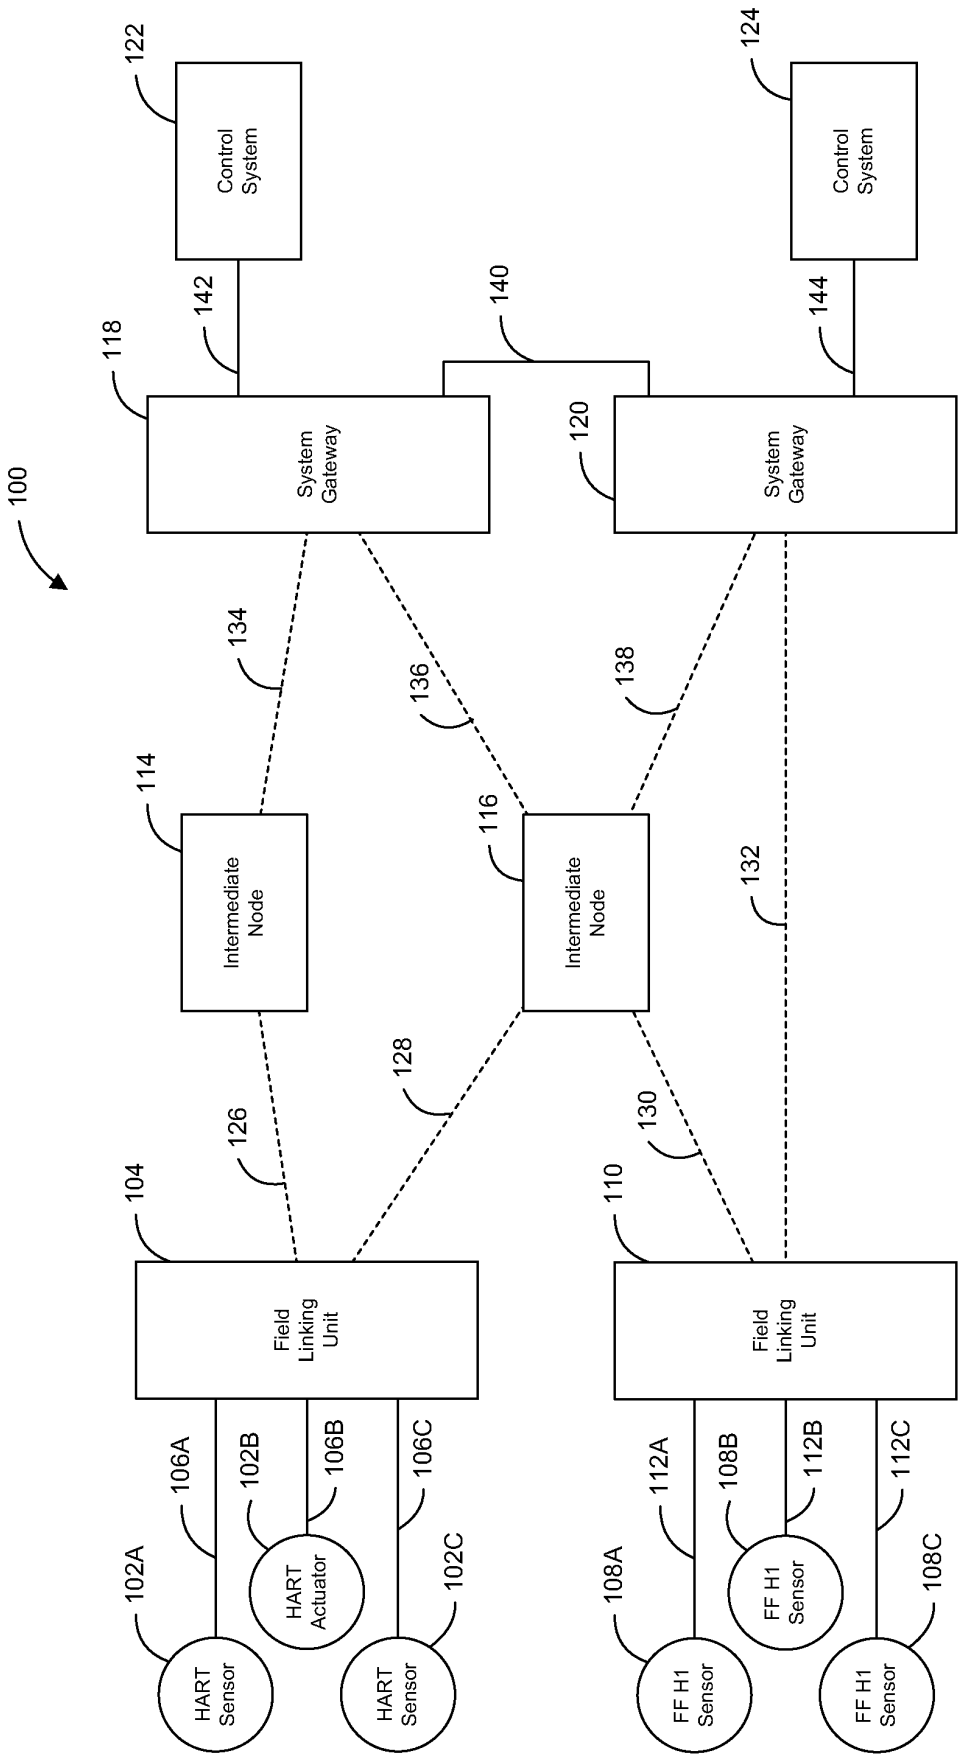 100
122
Control
System
142
118
System
Gateway
140
124
Control
System
144
120
System
Gateway
134
136
138
132
114
Intermediate
Node
116
Intermediate
Node
126
128
130
104
Field
Linking
Unit
110
Field
Linking
Unit
106A
102B
106B
106C
102A
HART
Sensor
HART
Actuator
102C
HART
Sensor
112A
108B
112B
112C
108A
FF H1
Sensor
FF H1
Sensor
108C
FF H1
Sensor